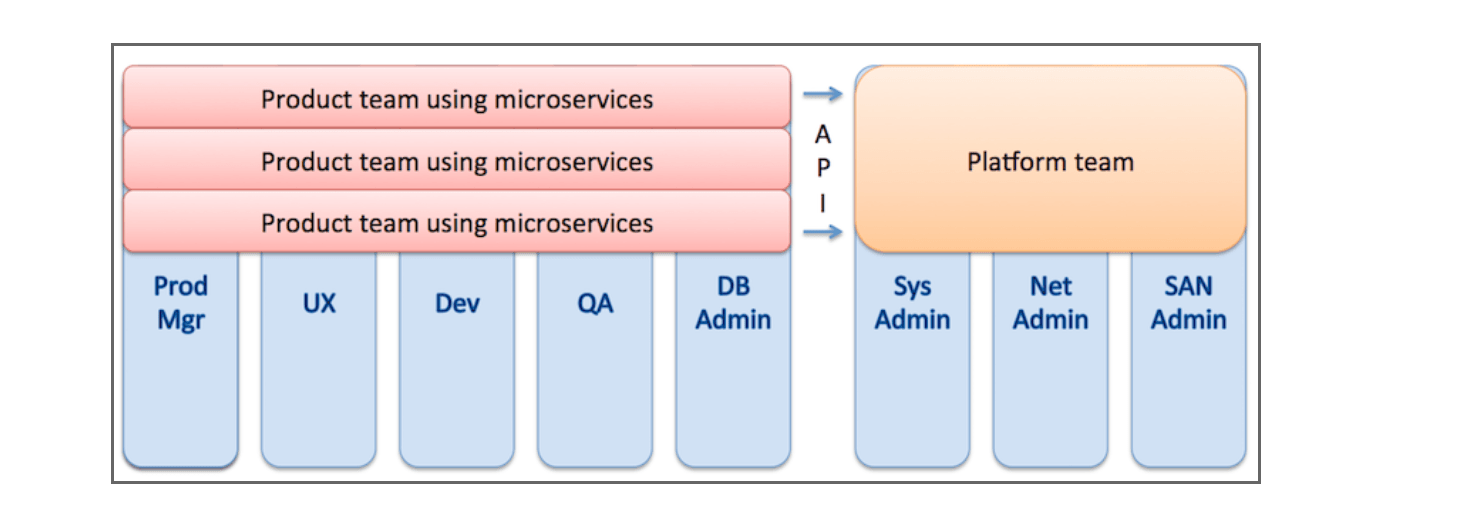 Product team using microservices
Product team using microservices
Product team using microservices
A
P
I
Platform team
Prod
Mgr
UX
Dev
QA
DB
Admin
Sys
Admin
Net
Admin
SAN
Admin